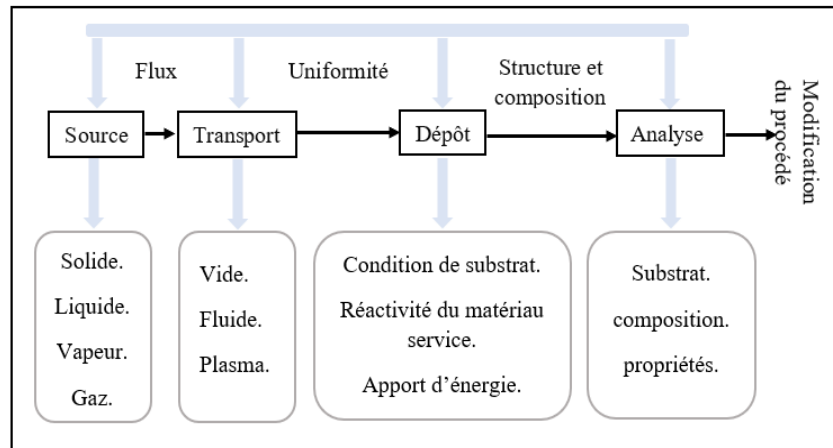 Flux
Uniformité
Structure et
composition
Source
Transport
Dépôt
Analyse
Modification
du procédé
Solide.
Liquide.
Vapeur.
Gaz.
Vide.
Fluide.
Plasma.
Condition de substrat.
Réactivité du matériau
service.
Apport d’énergie.
Substrat.
composition.
propriétés.